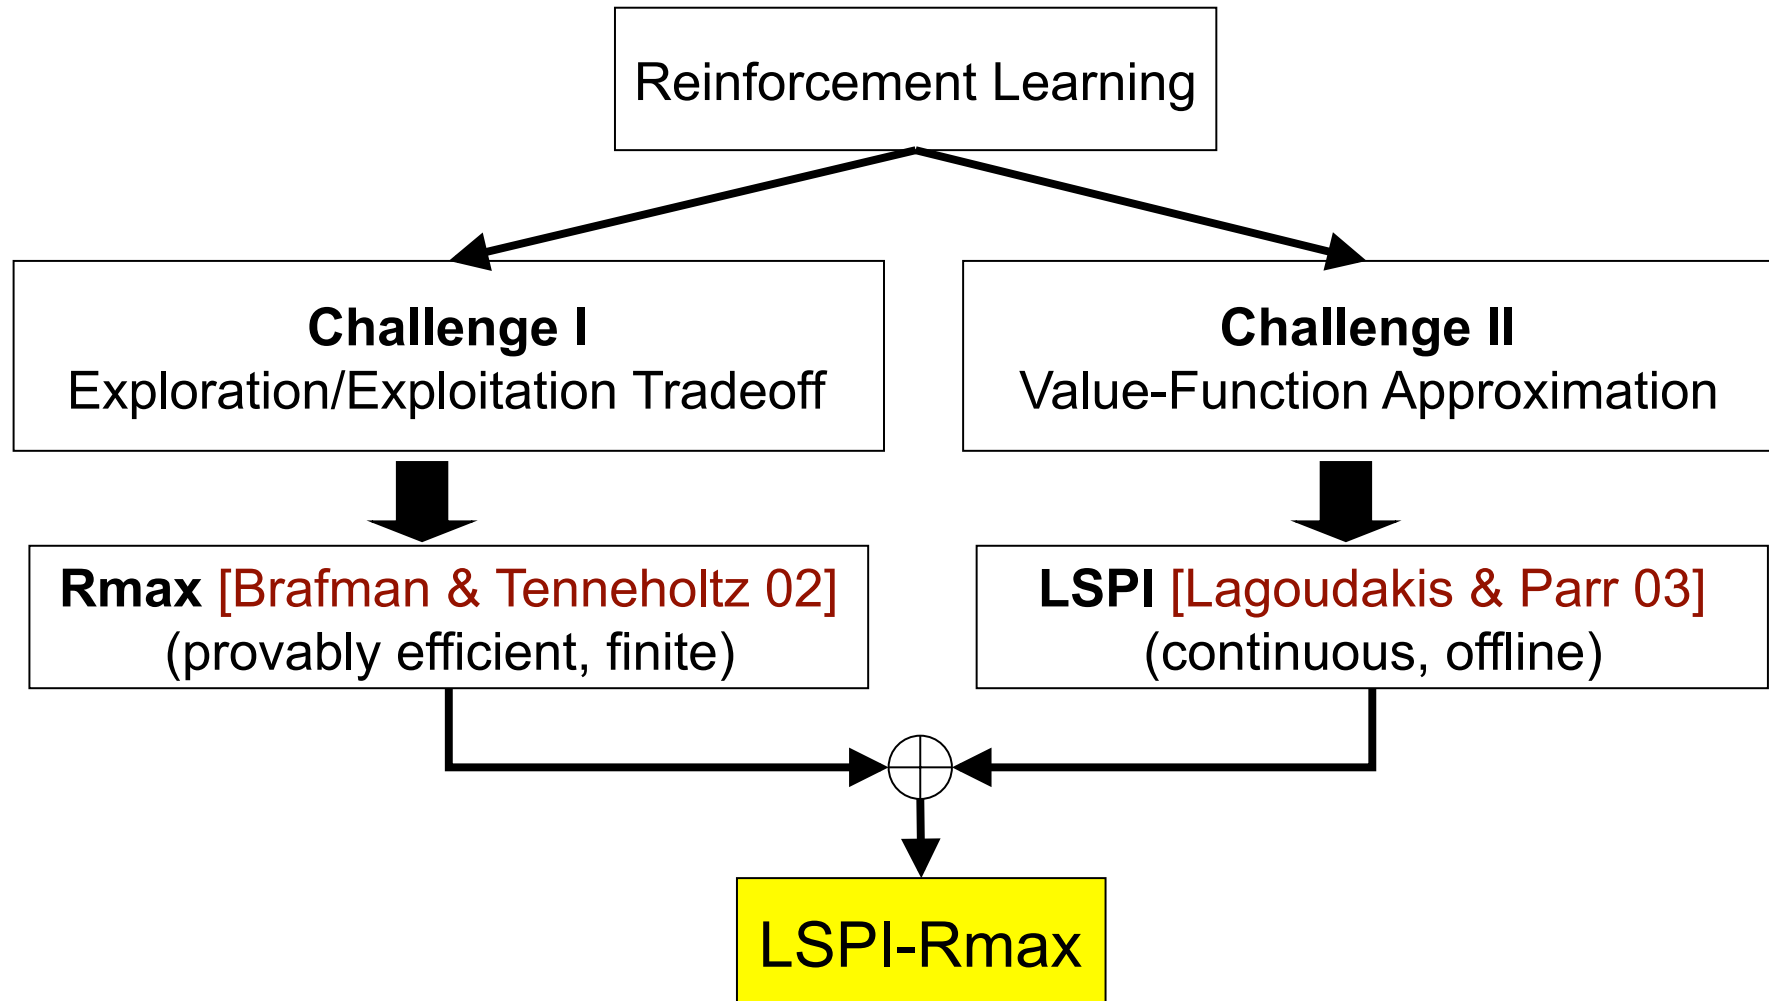 Reinforcement Learning
Challenge I
Exploration/Exploitation Tradeoff
Challenge II
Value-Function Approximation
Rmax [Brafman & Tenneholtz 02]
(provably efficient, finite)
LSPI [Lagoudakis & Parr 03]
(continuous, offline)
LSPI-Rmax